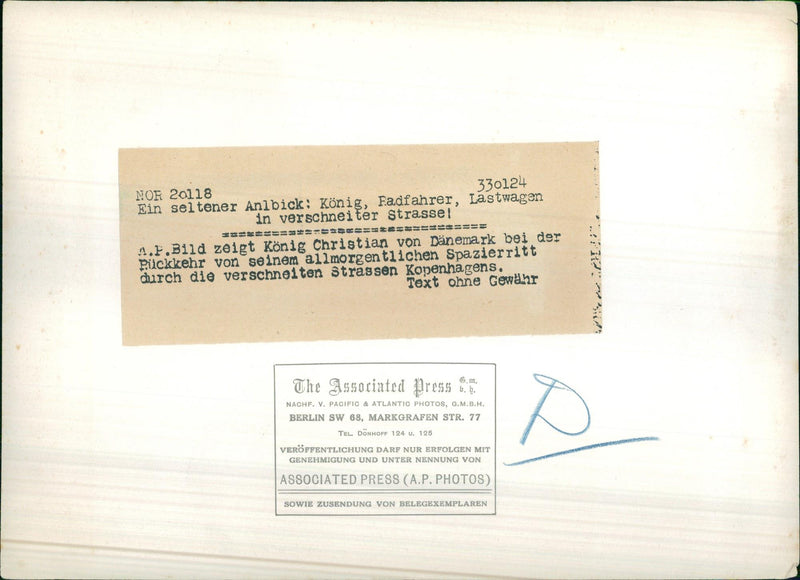 NOR 20118 330124
Ein seltener Anlbick: König, Radfahrer, Lastwagen
in verschneiter Strasse!
================================
A.P.Bild zeigt König Christian von Dänemark bei der
Rückkehr von seinem allmorgentlichen Spazierritt
durch die verschneiten Strassen Kopenhagens.
Text ohne Gewähr
The Associated Press G.m.b.H.
NACHF. V. PACIFIC & ATLANTIC PHOTOS, G.M.B.H.
BERLIN SW 68, MARKGRAFEN STR. 77
TEL. DÖNHOFF 124 u. 125
VERÖFFENTLICHUNG DARF NUR ERFOLGEN MIT
GENEHMIGUNG UND UNTER NENNUNG VON
ASSOCIATED PRESS (A.P. PHOTOS)
SOWIE ZUSENDUNG VON BELEGEXEMPLAREN
D